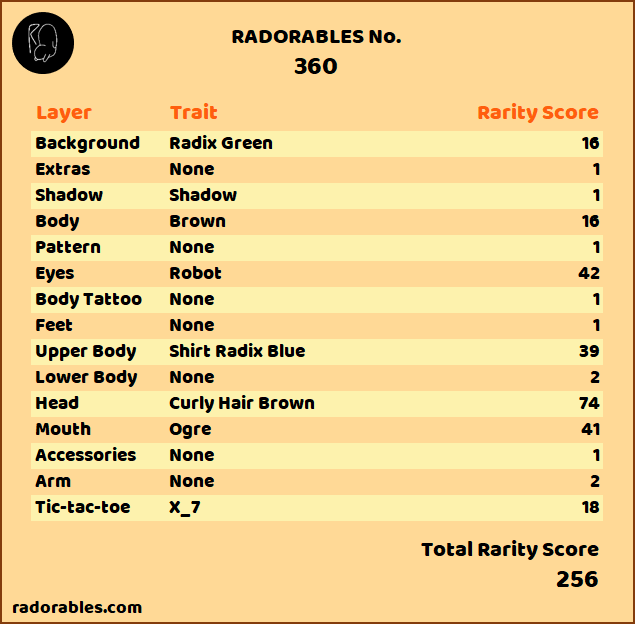 RADORABLES No.
360
Layer Trait Rarity Score
Background Radix Green 16
Extras None 1
Shadow Shadow 1
Body Brown 16
Pattern None 1
Eyes Robot 42
Body Tattoo None 1
Feet None 1
Upper Body Shirt Radix Blue 39
Lower Body None 2
Head Curly Hair Brown 74
Mouth Ogre 41
Accessories None 1
Arm None 2
Tic-tac-toe X_7 18
Total Rarity Score
256
radorables.com